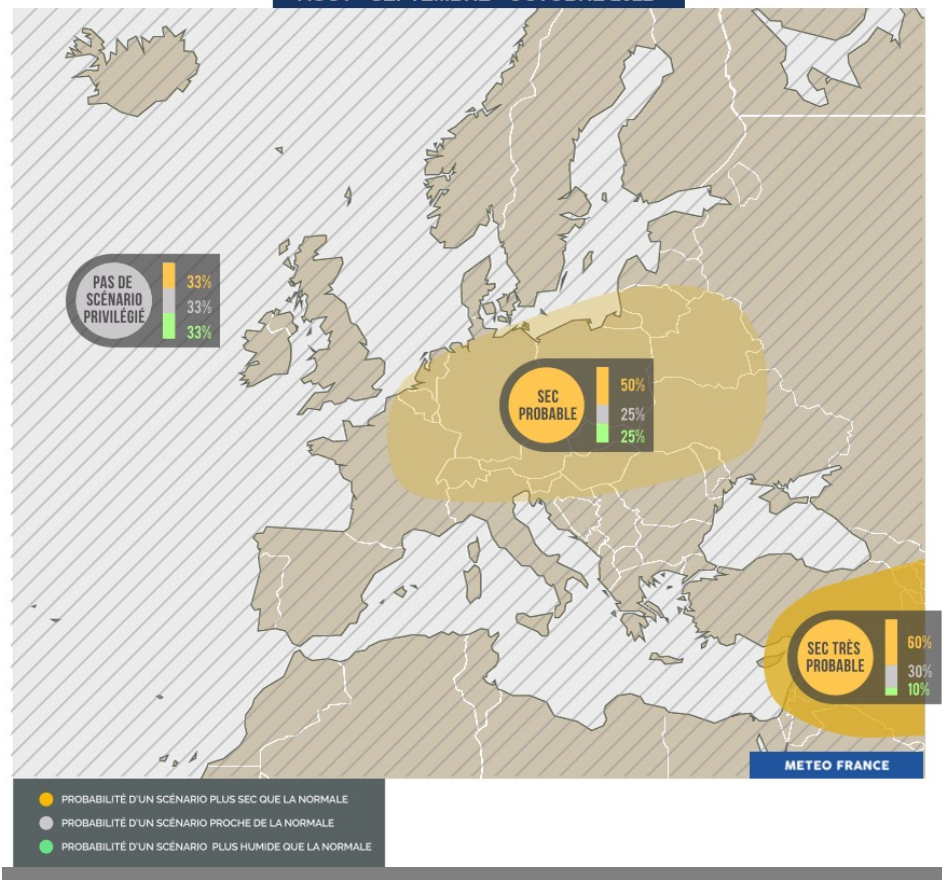 PAS DE
SCÉNARIO
PRIVILÉGIÉ
33%
33%
33%
SEC
PROBABLE
50%
25%
25%
SEC TRÈS
PROBABLE
60%
30%
10%
METEO FRANCE
PROBABILITÉ D'UN SCÉNARIO PLUS SEC QUE LA NORMALE
PROBABILITÉ D'UN SCÉNARIO PROCHE DE LA NORMALE
PROBABILITÉ D'UN SCÉNARIO PLUS HUMIDE QUE LA NORMALE